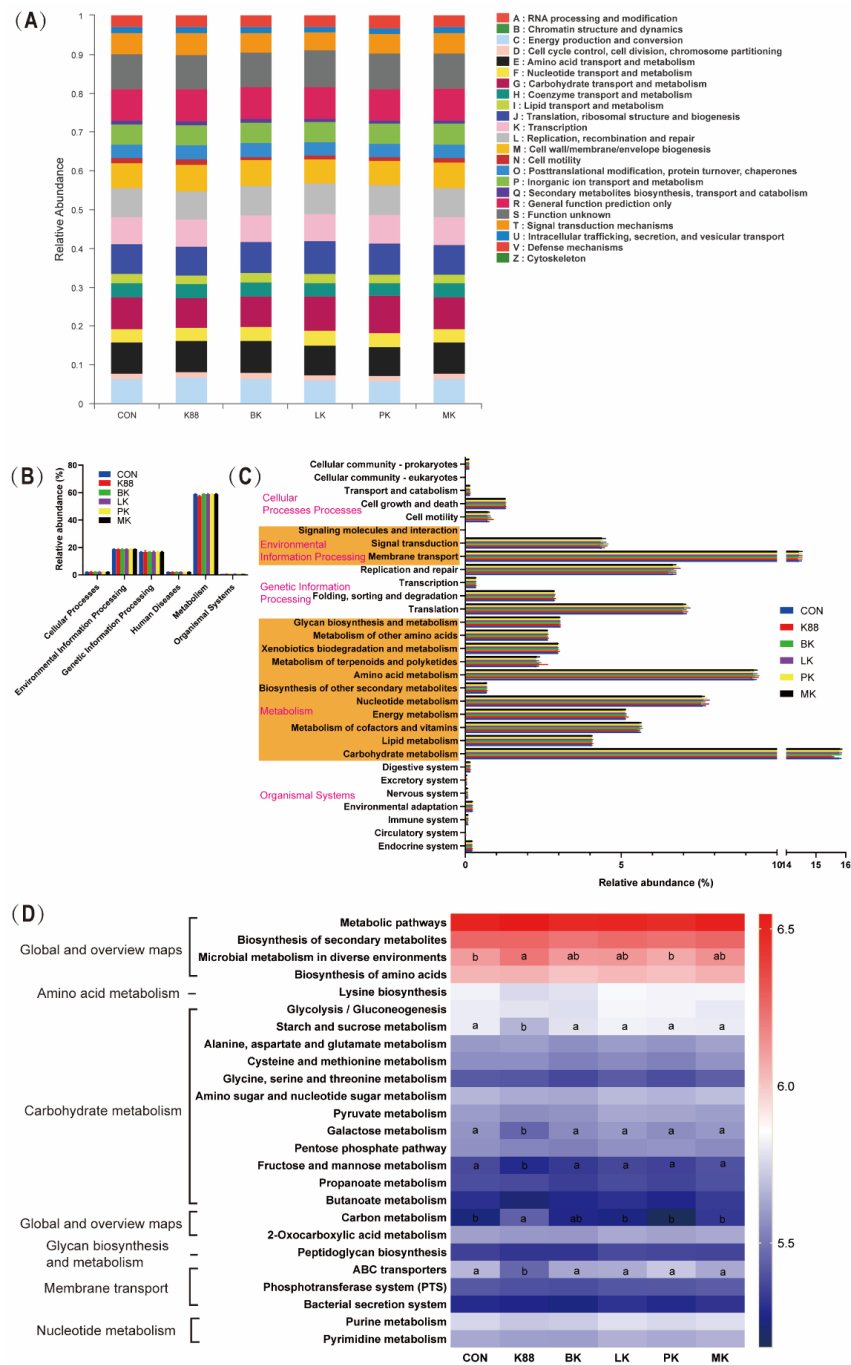 (A)
Relative Abundance
1
0.9
0.8
0.7
0.6
0.5
0.4
0.3
0.2
0.1
0
CON K88 BK LK PK MK
A : RNA processing and modification
B : Chromatin structure and dynamics
C : Energy production and conversion
D : Cell cycle control, cell division, chromosome partitioning
E : Amino acid transport and metabolism
F : Nucleotide transport and metabolism
G : Carbohydrate transport and metabolism
H : Coenzyme transport and metabolism
I : Lipid transport and metabolism
J : Translation, ribosomal structure and biogenesis
K : Transcription
L : Replication, recombination and repair
M : Cell wall/membrane/envelope biogenesis
N : Cell motility
O : Posttranslational modification, protein turnover, chaperones
P : Inorganic ion transport and metabolism
Q : Secondary metabolites biosynthesis, transport and catabolism
R : General function prediction only
S : Function unknown
T : Signal transduction mechanisms
U : Intracellular trafficking, secretion, and vesicular transport
V : Defense mechanisms
Z : Cytoskeleton
(B)
Relative abundance (%)
80
60
40
20
0
CON
K88
BK
LK
PK
MK
Cellular Processes
Environmental Information Processing
Genetic Information Processing
Human Diseases
Metabolism
Organismal Systems
(C)
Cellular community - prokaryotes
Cellular community - eukaryotes
Transport and catabolism
Cellular
Processes Processes
Cell growth and death
Cell motility
Signaling molecules and interaction
Environmental
Information Processing
Signal transduction
Membrane transport
Replication and repair
Genetic Information
Processing
Transcription
Folding, sorting and degradation
Translation
Glycan biosynthesis and metabolism
Metabolism of other amino acids
Xenobiotics biodegradation and metabolism
Metabolism of terpenoids and polyketides
Amino acid metabolism
Biosynthesis of other secondary metabolites
Nucleotide metabolism
Metabolism
Energy metabolism
Metabolism of cofactors and vitamins
Lipid metabolism
Carbohydrate metabolism
Digestive system
Excretory system
Organismal Systems
Nervous system
Environmental adaptation
Immune system
Circulatory system
Endocrine system
CON
K88
BK
LK
PK
MK
0 5 10 14 15 16
Relative abundance (%)
(D)
Global and overview maps
Metabolic pathways
Biosynthesis of secondary metabolites
Microbial metabolism in diverse environments b a ab ab b ab
Biosynthesis of amino acids
Amino acid metabolism
Lysine biosynthesis
Carbohydrate metabolism
Glycolysis / Gluconeogenesis
Starch and sucrose metabolism a b a a a a
Alanine, aspartate and glutamate metabolism
Cysteine and methionine metabolism
Glycine, serine and threonine metabolism
Amino sugar and nucleotide sugar metabolism
Pyruvate metabolism
Galactose metabolism a b a a a a
Pentose phosphate pathway
Fructose and mannose metabolism a b a a a a
Propanoate metabolism
Butanoate metabolism
Global and overview maps
Carbon metabolism b a ab b b b
2-Oxocarboxylic acid metabolism
Glycan biosynthesis
and metabolism
Peptidoglycan biosynthesis
Membrane transport
ABC transporters a b a a a a
Phosphotransferase system (PTS)
Bacterial secretion system
Nucleotide metabolism
Purine metabolism
Pyrimidine metabolism
CON K88 BK LK PK MK
6.5
6.0
5.5